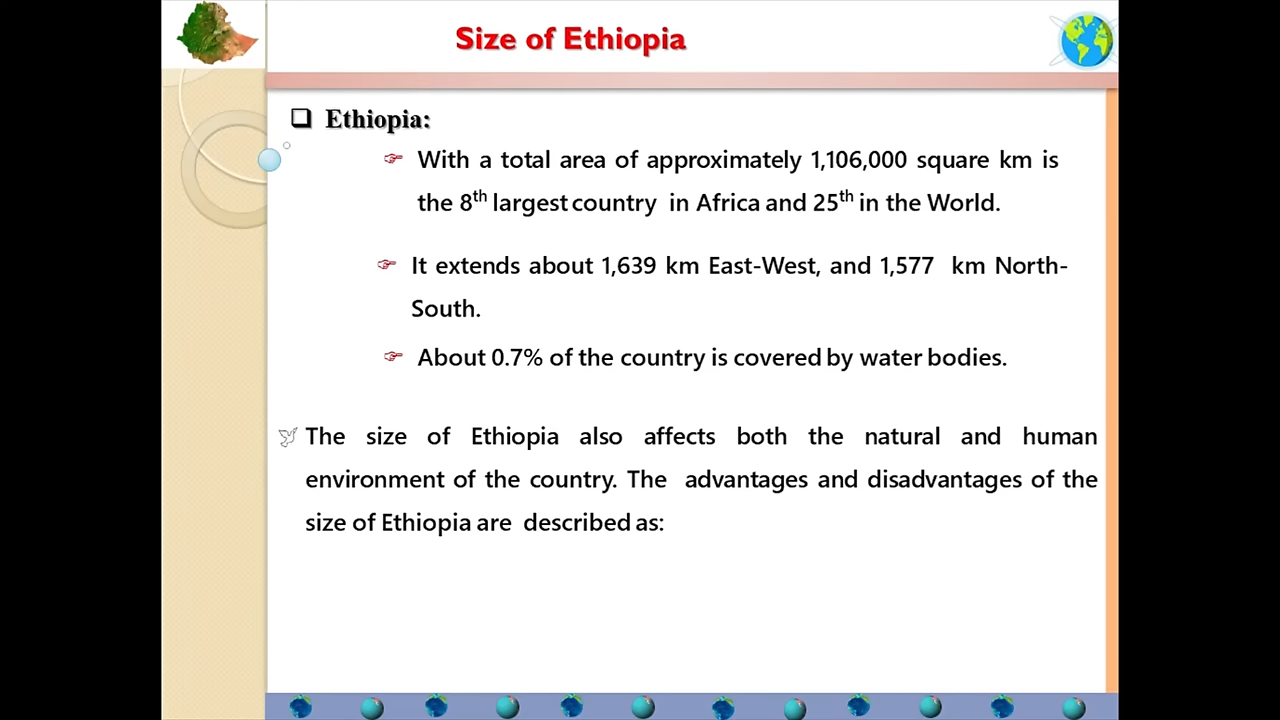 Size of Ethiopia
Ethiopia:
With a total area of approximately 1,106,000 square km is
the 8th largest country in Africa and 25th in the World.
It extends about 1,639 km East-West, and 1,577 km North-
South.
About 0.7% of the country is covered by water bodies.
The size of Ethiopia also affects both the natural and human
environment of the country. The advantages and disadvantages of the
size of Ethiopia are described as: